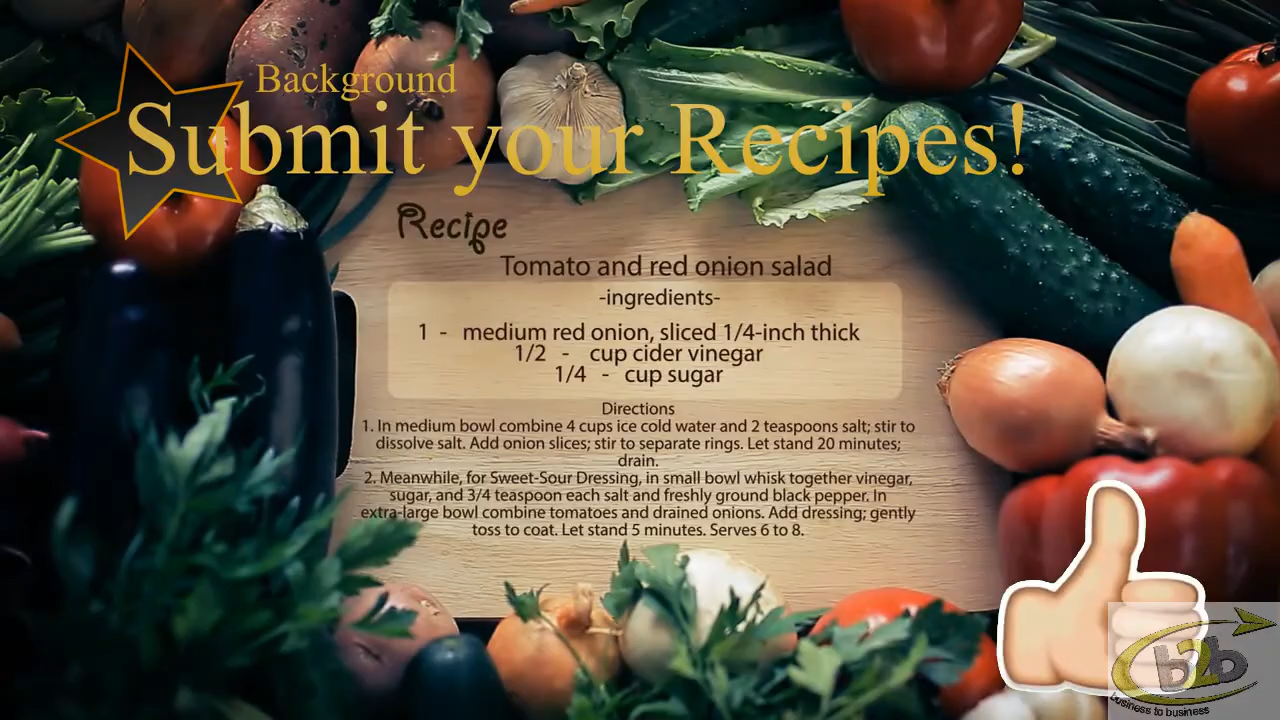 Background
Submit your Recipes!
Recipe
Tomato and red onion salad
-ingredients-
1 - medium red onion, sliced 1/4-inch thick
1/2 - cup cider vinegar
1/4 - cup sugar
Directions
1. In medium bowl combine 4 cups ice cold water and 2 teaspoons salt; stir to
dissolve salt. Add onion slices; stir to separate rings. Let stand 20 minutes;
drain.
2. Meanwhile, for Sweet-Sour Dressing, in small bowl whisk together vinegar,
sugar, and 3/4 teaspoon each salt and freshly ground black pepper. In
extra-large bowl combine tomatoes and drained onions. Add dressing; gently
toss to coat. Let stand 5 minutes. Serves 6 to 8.
b2b
business to business